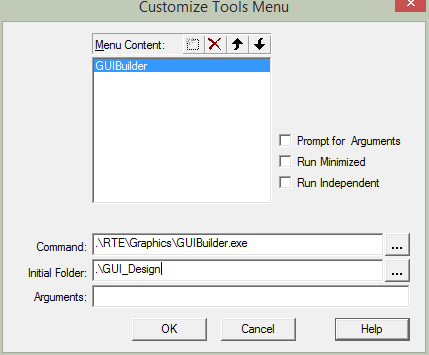 Customize Tools Menu
Menu Content:
GUIBuilder
Prompt for Arguments
Run Minimized
Run Independent
Command: .\RTE\Graphics\GUIBuilder.exe ...
Initial Folder: .\GUI_Design ...
Arguments:
OK Cancel Help